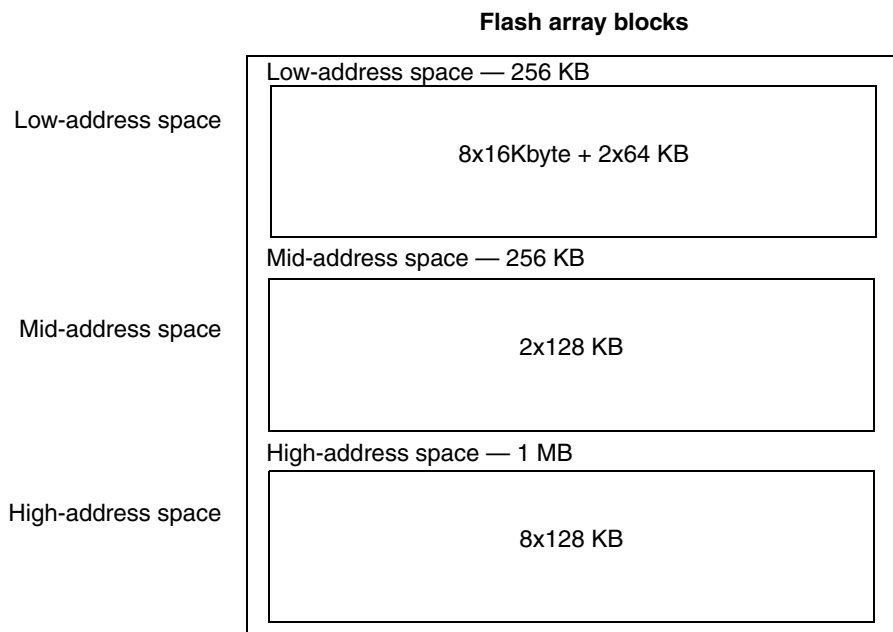 Flash array blocks
Low-address space — 256 KB
Low-address space
8x16Kbyte + 2x64 KB
Mid-address space — 256 KB
Mid-address space
2x128 KB
High-address space — 1 MB
High-address space
8x128 KB